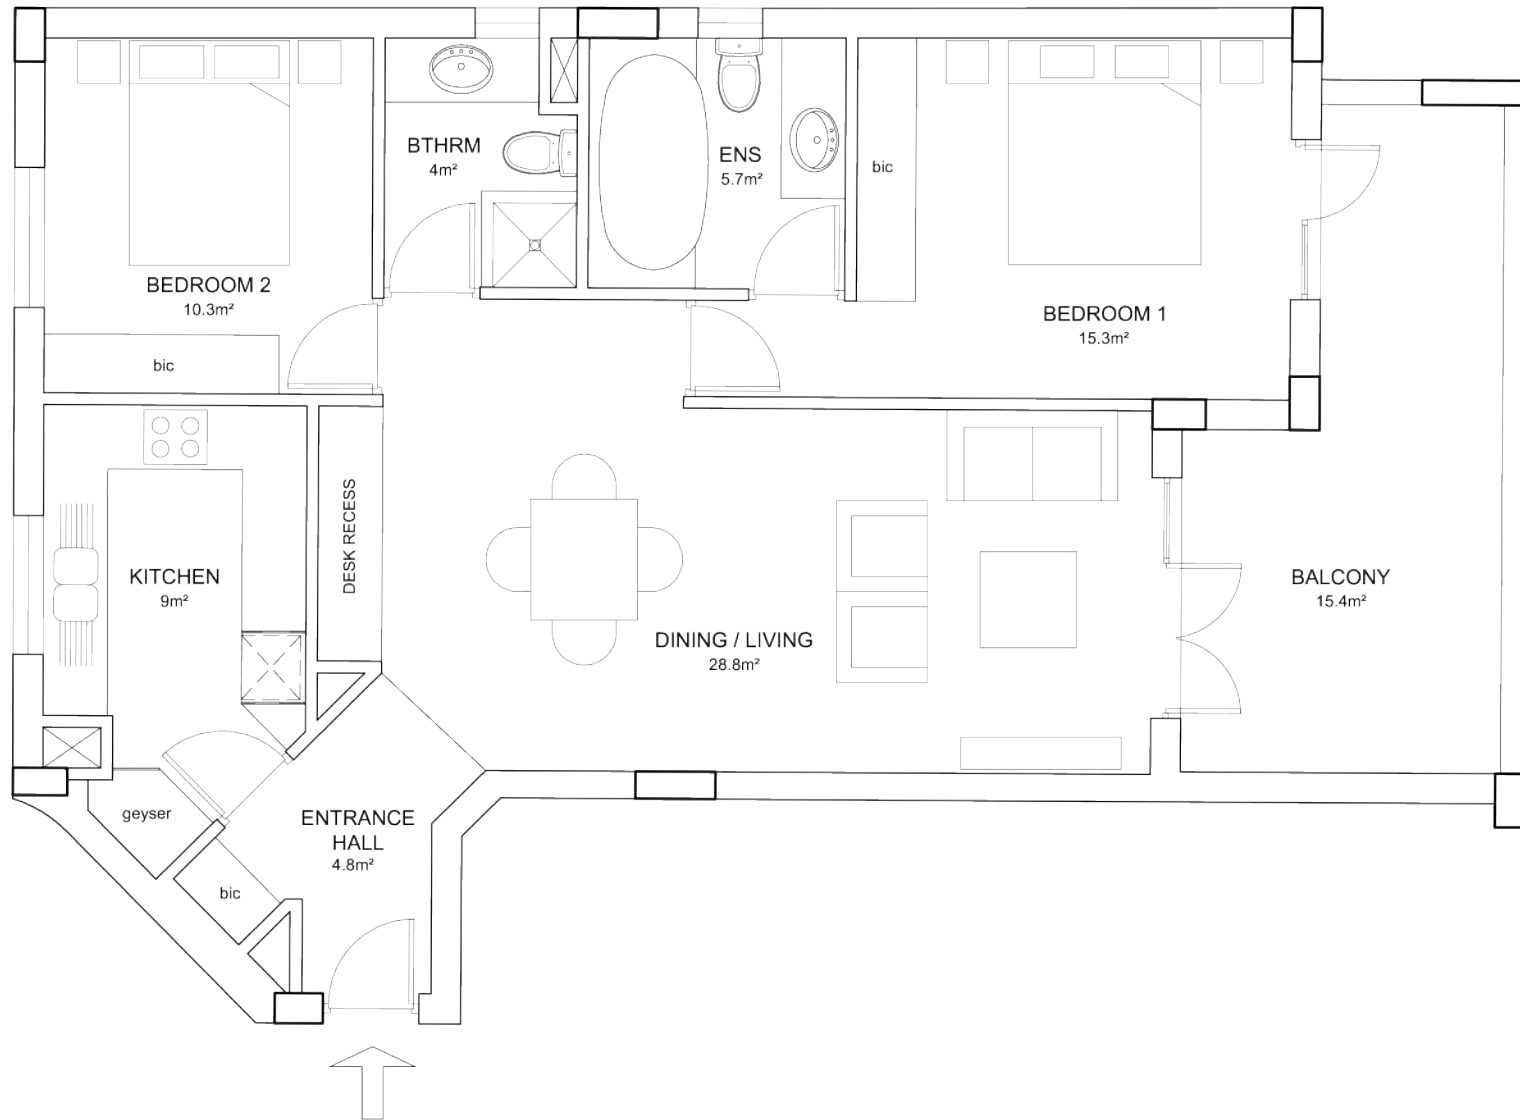 BTHRM
4m²
ENS
5.7m²
bic
BEDROOM 2
10.3m²
bic
BEDROOM 1
15.3m²
DESK RECESS
KITCHEN
9m²
DINING / LIVING
28.8m²
BALCONY
15.4m²
geyser
ENTRANCE
HALL
4.8m²
bic